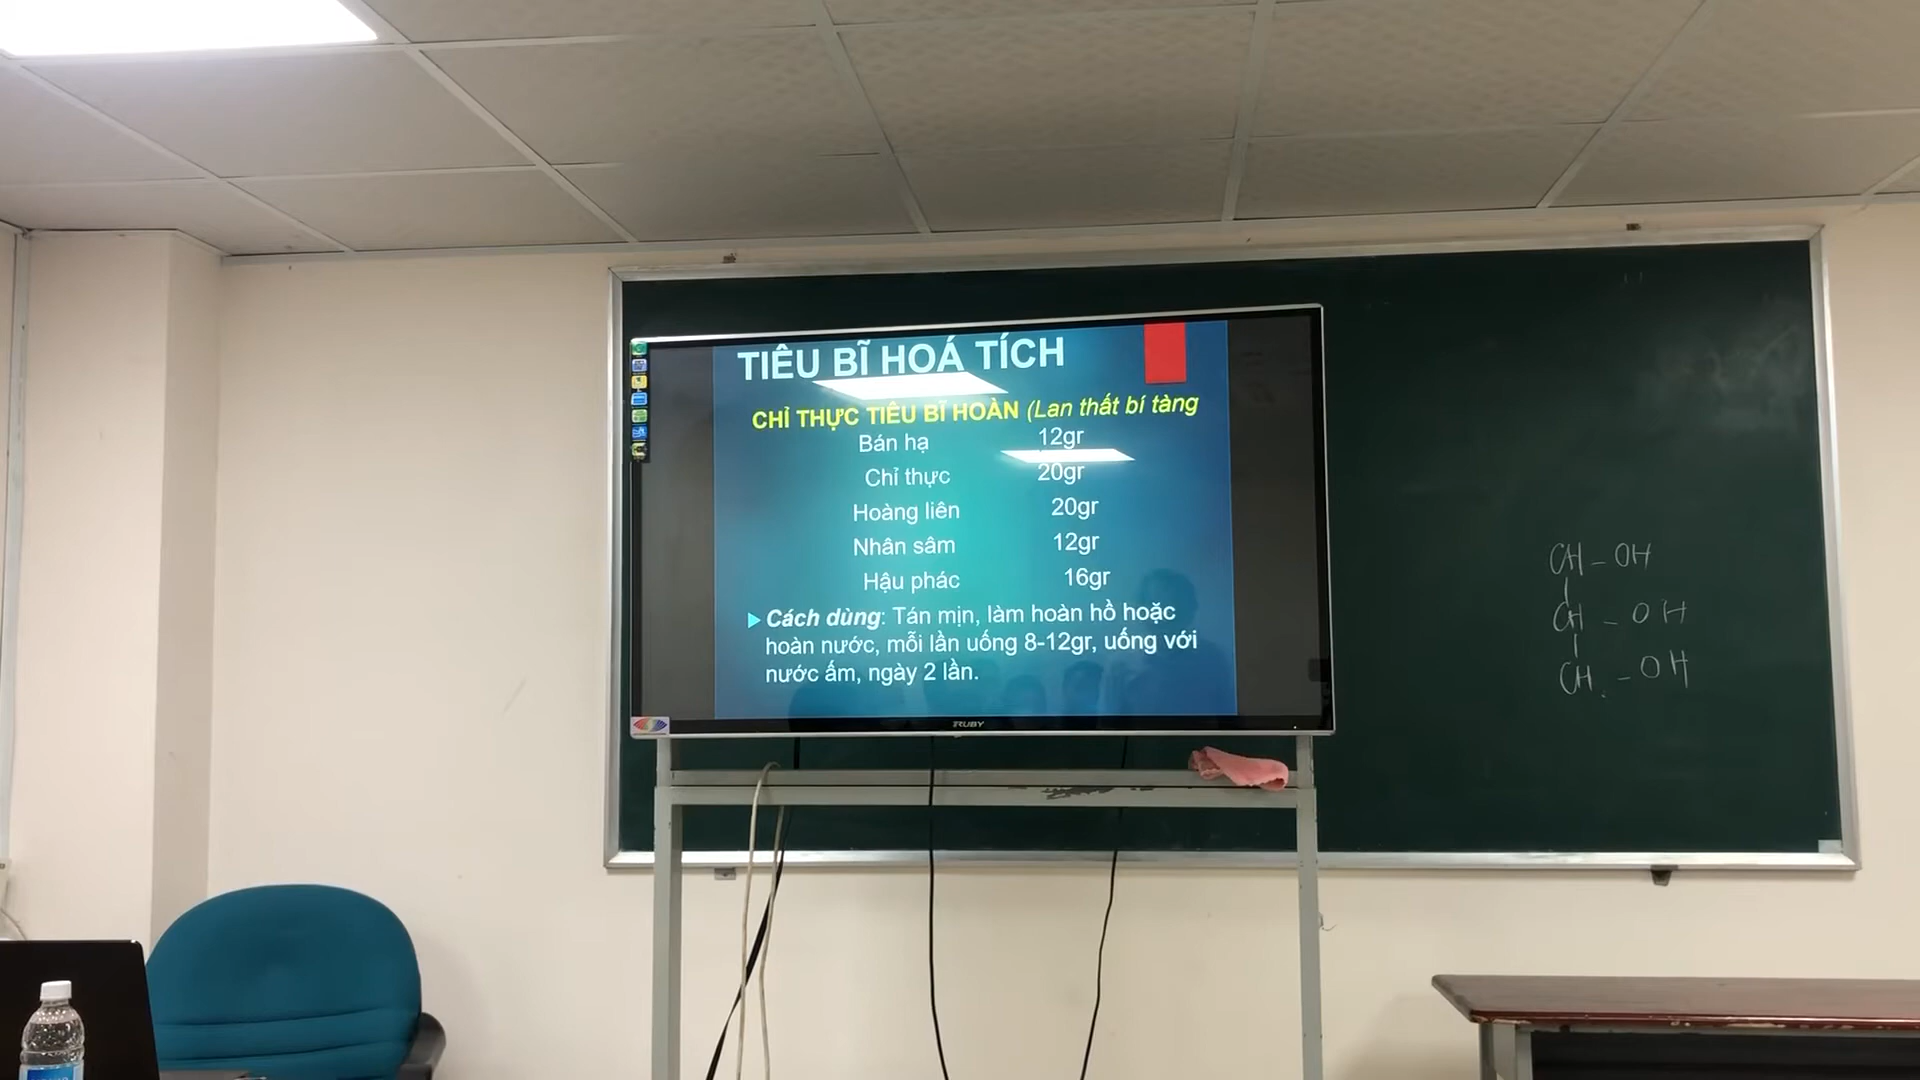 TIÊU BĨ HOÁ TÍCH
CHỈ THỰC TIÊU BĨ HOÀN (Lan thất bí tàng
Bán hạ 12gr
Chỉ thực 20gr
Hoàng liên 20gr
Nhân sâm 12gr
Hậu phác 16gr
Cách dùng: Tán mịn, làm hoàn hồ hoặc
hoàn nước, mỗi lần uống 8-12gr, uống với
nước ấm, ngày 2 lần.
RUBY
CH - OH
CH - OH
CH. - OH